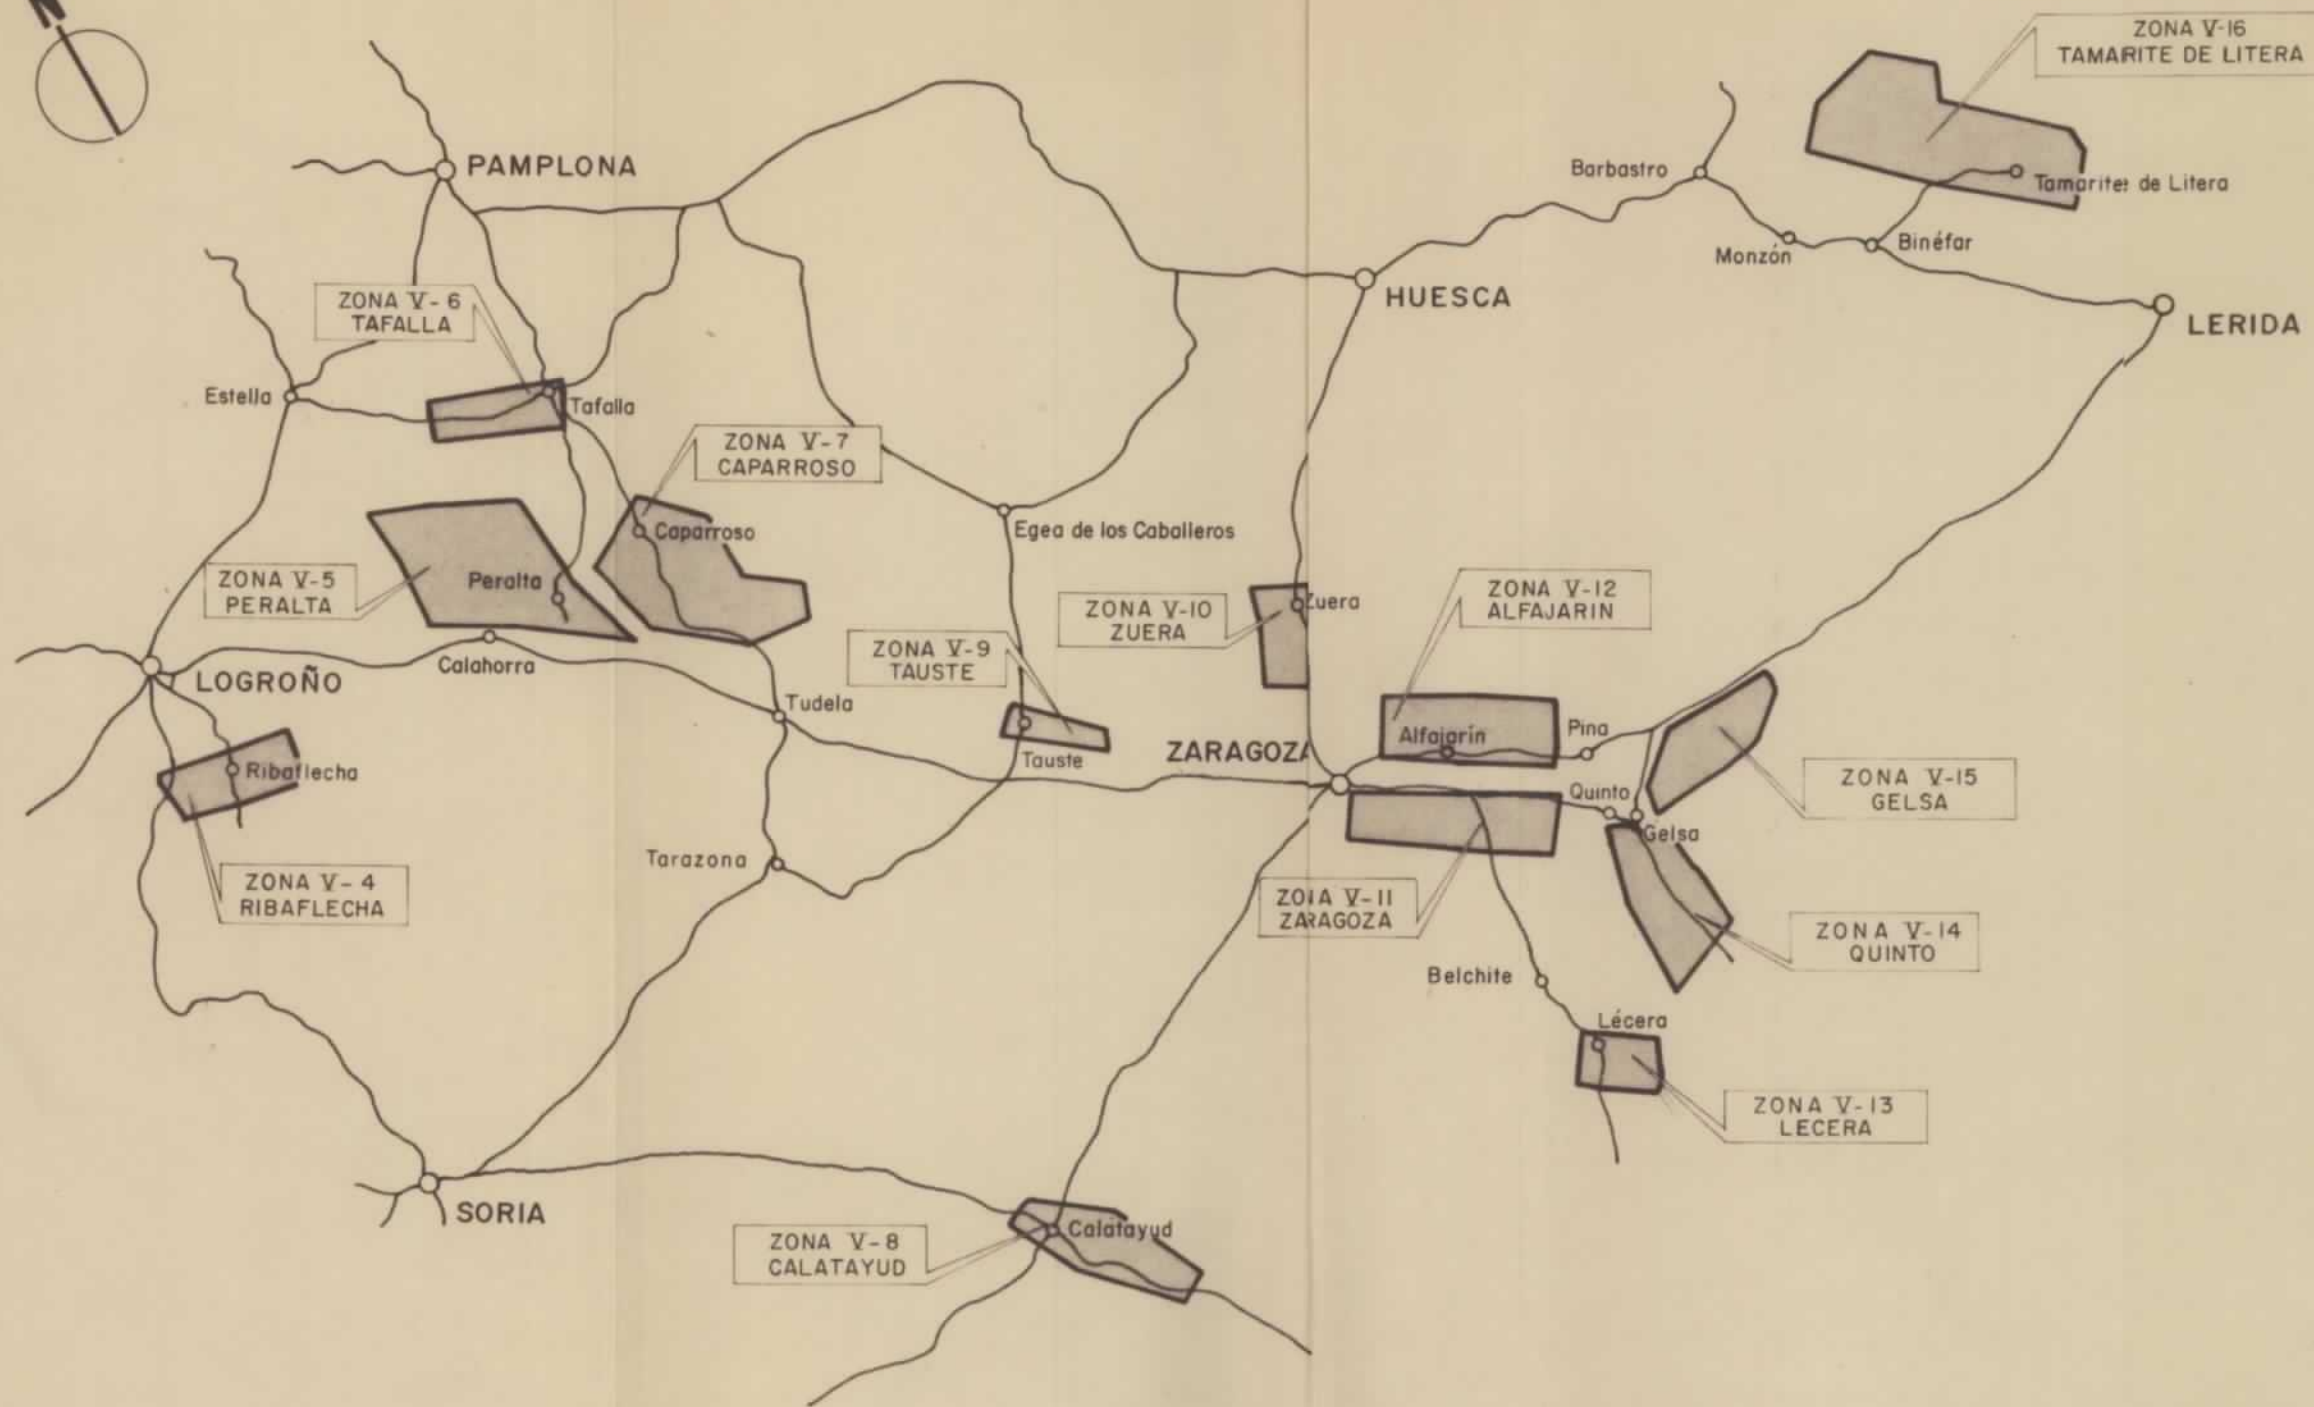 N
ZONA V-16
TAMARITE DE LITERA
PAMPLONA
Barbastro
Tamarite de Litera
Monzón
Binéfar
HUESCA
LERIDA
ZONA V-6
TAFALLA
Estella
Tafalla
ZONA V-7
CAPARROSO
Caparroso
Egea de los Caballeros
ZONA V-5
PERALTA
Peralta
ZONA V-10
ZUERA
Zuera
ZONA V-12
ALFAJARIN
ZONA V-9
TAUSTE
Calahorra
LOGROÑO
Tudela
Tauste
ZARAGOZA
Alfajarín
Pina
Quinto
ZONA V-15
GELSA
Gelsa
Ribaflecha
ZONA V-4
RIBAFLECHA
Tarazona
ZONA V-11
ZARAGOZA
ZONA V-14
QUINTO
Belchite
Lécera
ZONA V-13
LECERA
SORIA
ZONA V-8
CALATAYUD
Calatayud